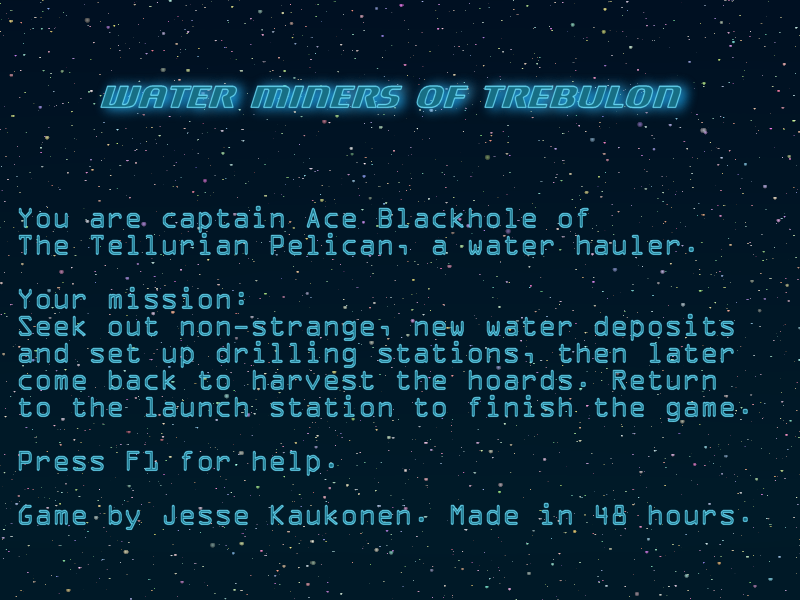 WATER MINERS OF TREBULON
You are captain Ace Blackhole of
The Tellurian Pelican, a water hauler.
Your mission:
Seek out non-strange, new water deposits
and set up drilling stations, then later
come back to harvest the hoards. Return
to the launch station to finish the game.
Press F1 for help.
Game by Jesse Kaukonen. Made in 48 hours.